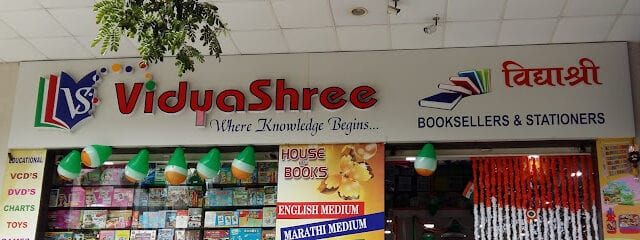 VS
VidyaShree
Where Knowledge Begins...
विद्याश्री
BOOKSELLERS & STATIONERS
EDUCATIONAL
VCD'S
DVD'S
CHARTS
TOYS
GAMES
HOUSE
OF
BOOKS
ENGLISH MEDIUM
MARATHI MEDIUM